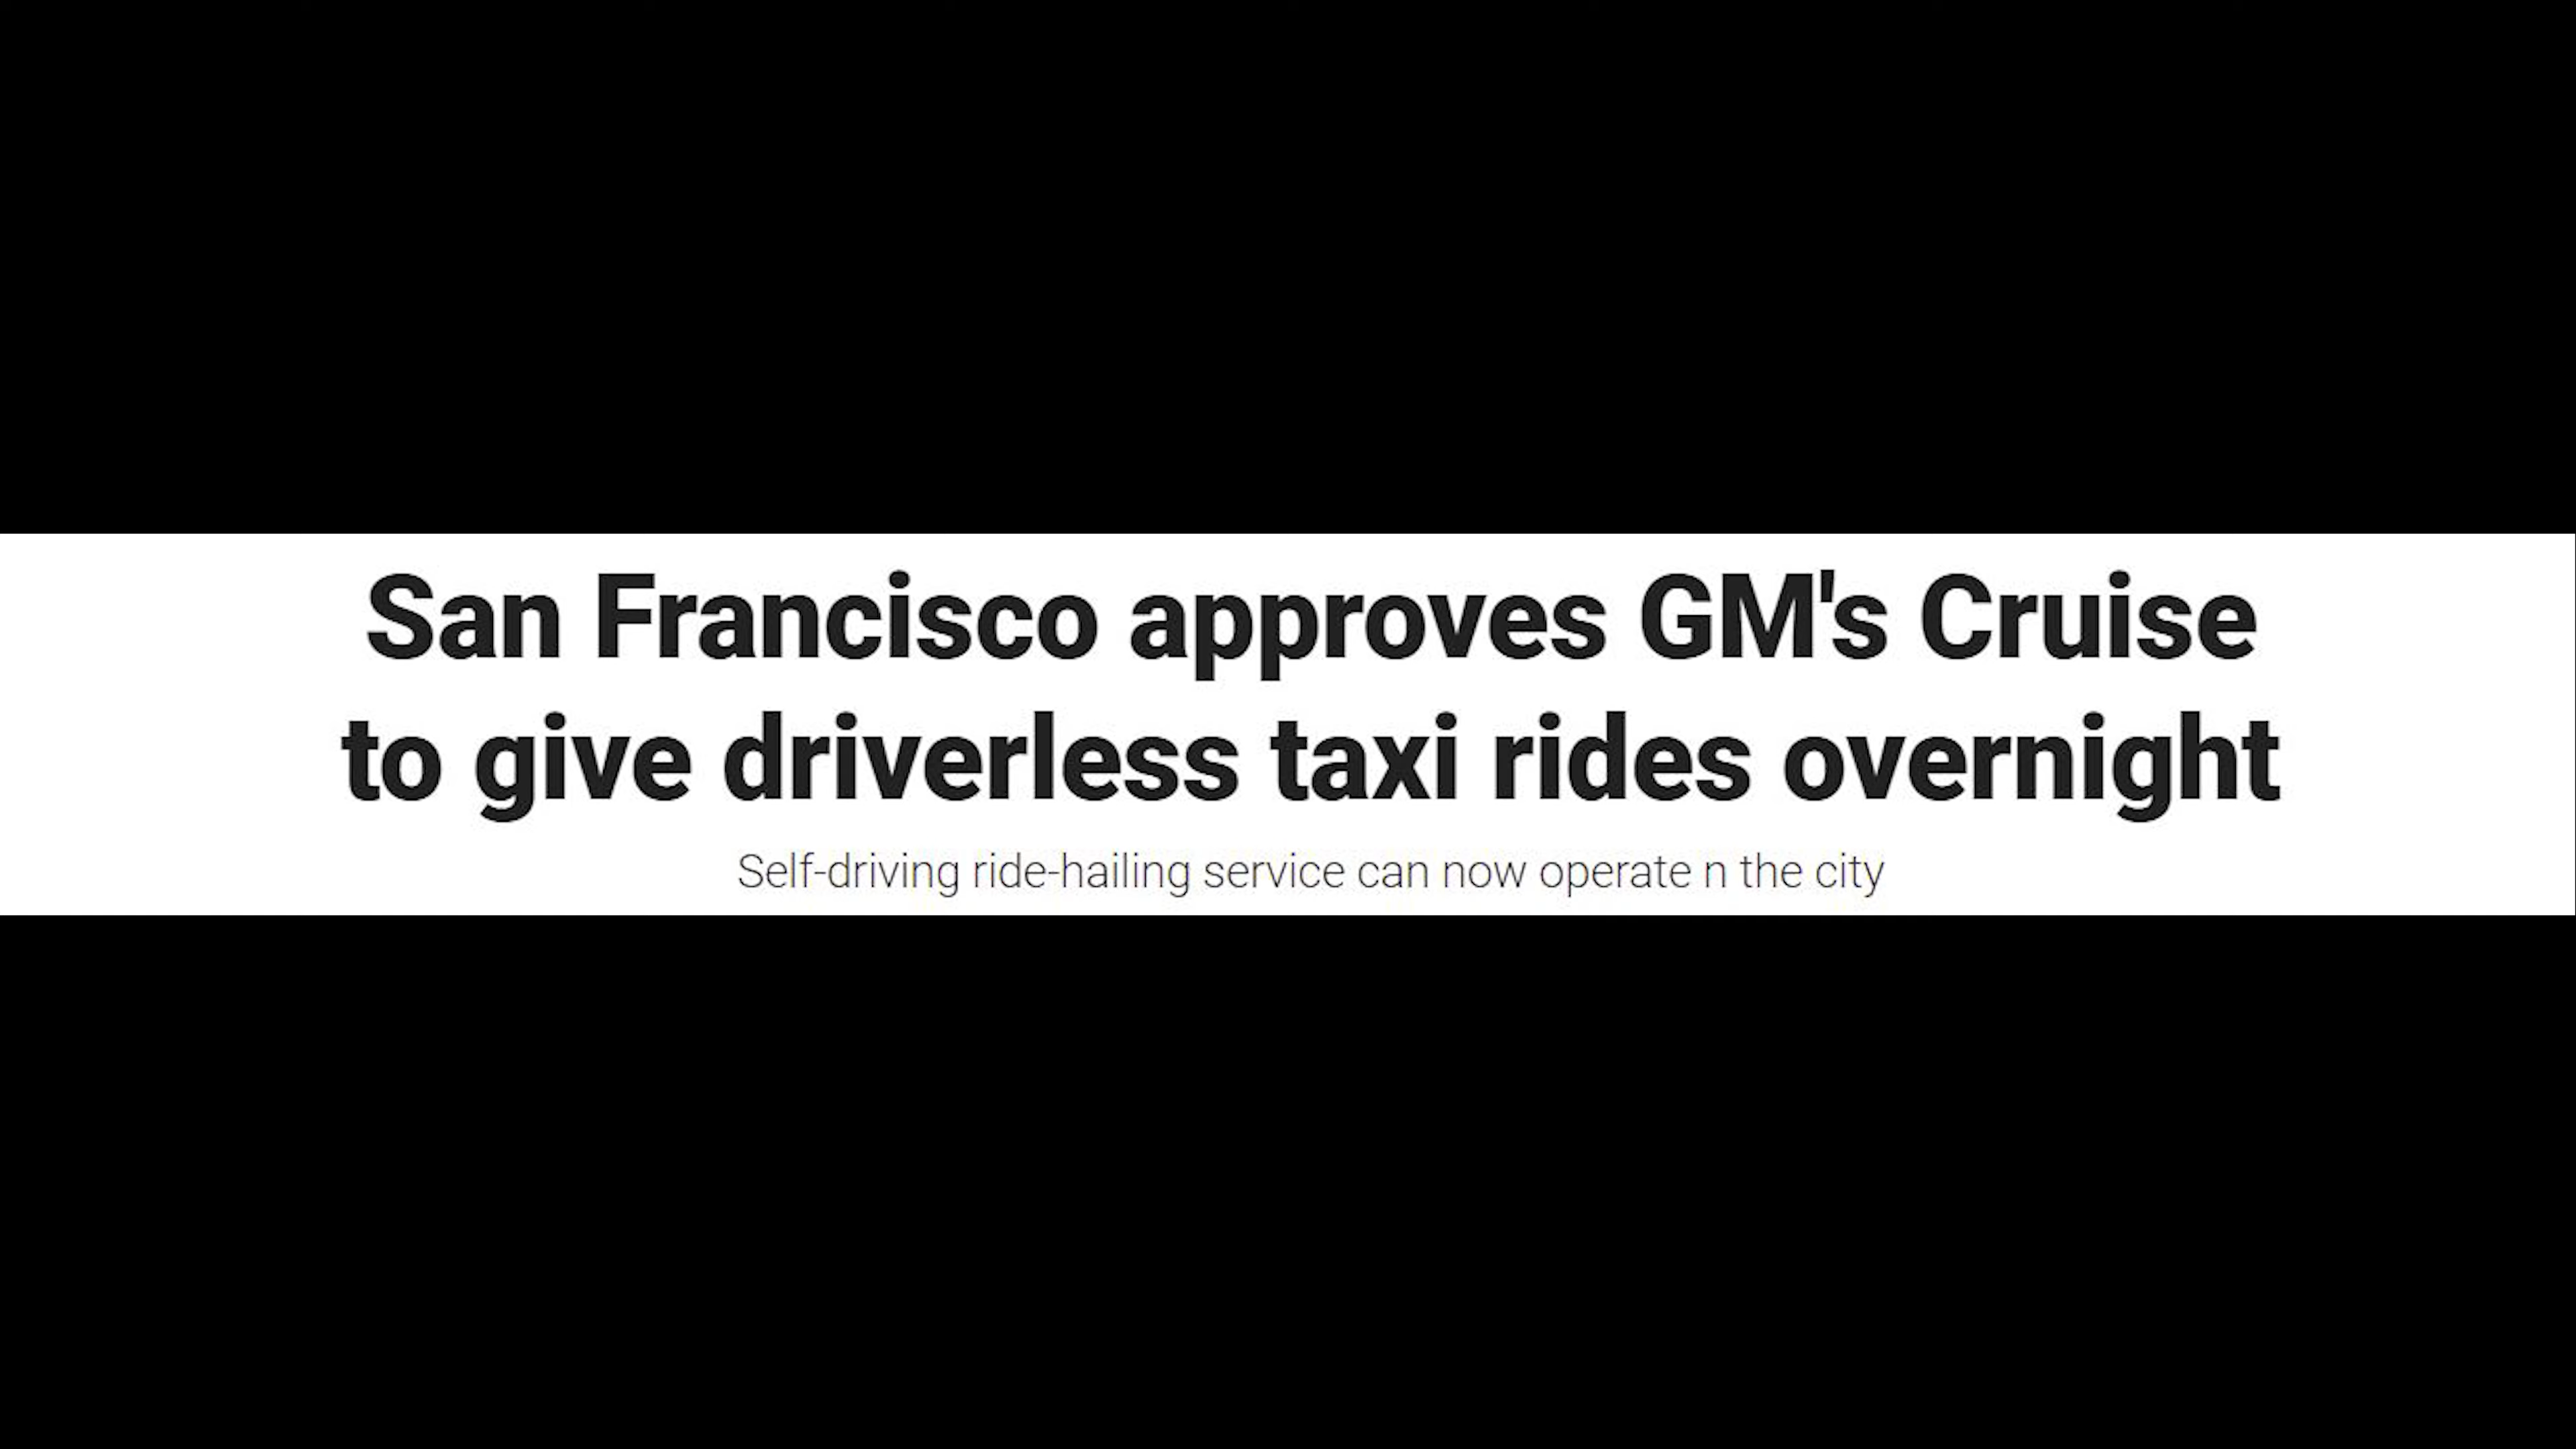 San Francisco approves GM's Cruise
to give driverless taxi rides overnight
Self-driving ride-hailing service can now operate n the city